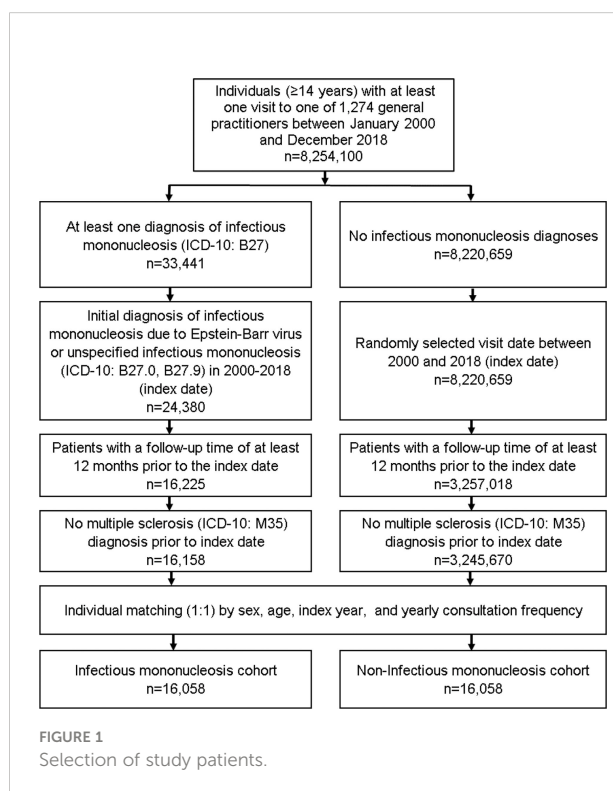 Individuals (≥14 years) with at least
one visit to one of 1,274 general
practitioners between January 2000
and December 2018
n=8,254,100
At least one diagnosis of infectious
mononucleosis (ICD-10: B27)
n=33,441
No infectious mononucleosis diagnoses
n=8,220,659
Initial diagnosis of infectious
mononucleosis due to Epstein-Barr virus
or unspecified infectious mononucleosis
(ICD-10: B27.0, B27.9) in 2000-2018
(index date)
n=24,380
Randomly selected visit date between
2000 and 2018 (index date)
n=8,220,659
Patients with a follow-up time of at least
12 months prior to the index date
n=16,225
Patients with a follow-up time of at least
12 months prior to the index date
n=3,257,018
No multiple sclerosis (ICD-10: M35)
diagnosis prior to index date
n=16,158
No multiple sclerosis (ICD-10: M35)
diagnosis prior to index date
n=3,245,670
Individual matching (1:1) by sex, age, index year, and yearly consultation frequency
Infectious mononucleosis cohort
n=16,058
Non-Infectious mononucleosis cohort
n=16,058
FIGURE 1
Selection of study patients.